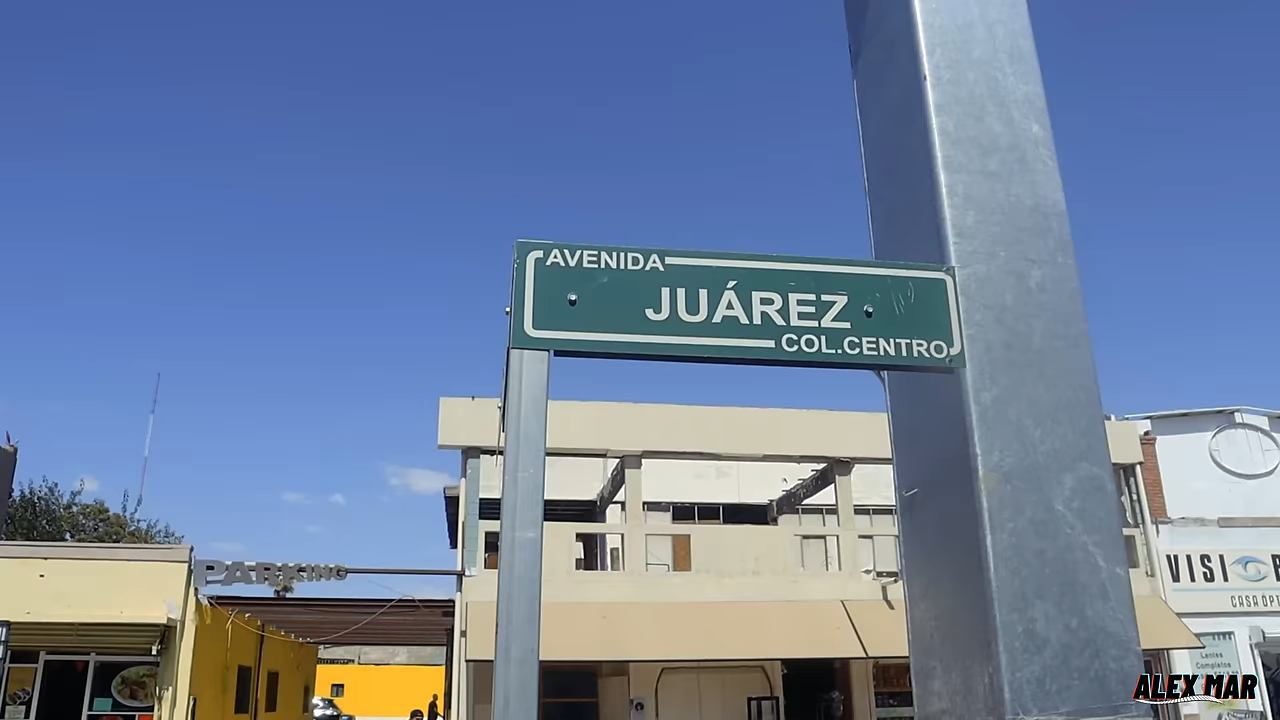 AVENIDA
JUÁREZ
COL.CENTRO
PARKING
VISI
CASA ÓPT
Lentes
Completos
ALEX MAR